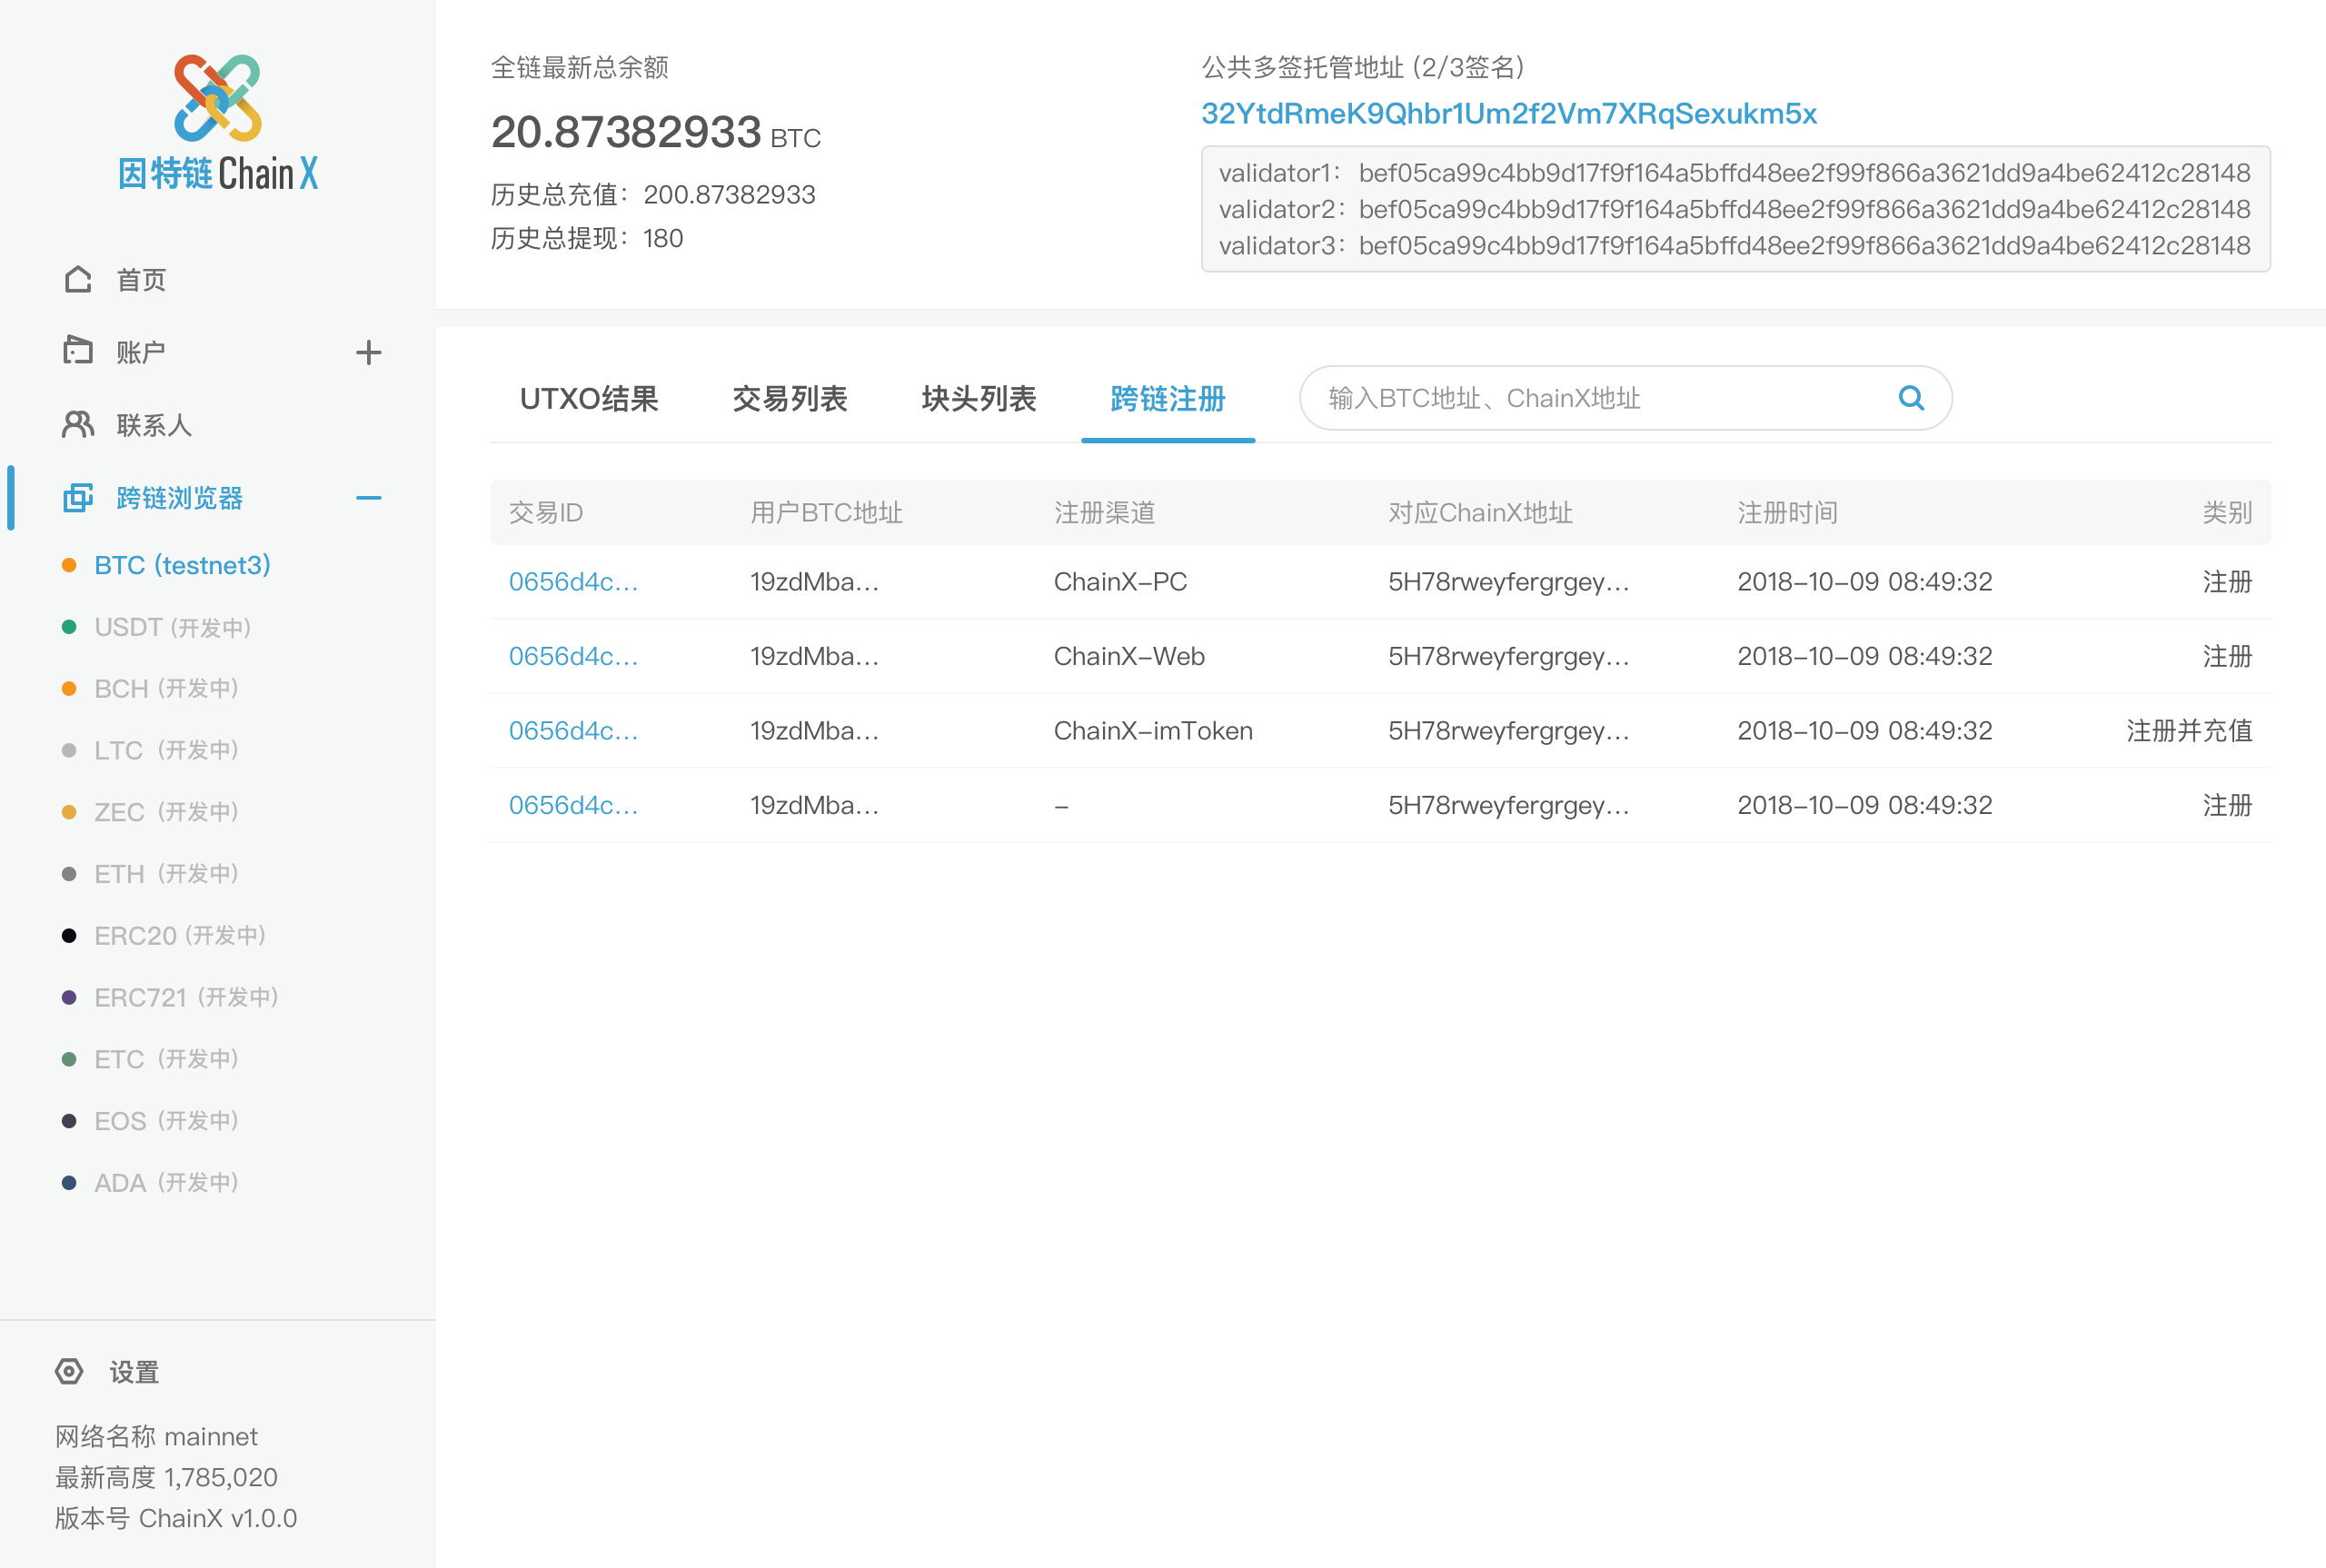 因特链 ChainX
首页
账户
联系人
跨链浏览器
BTC (testnet3)
USDT (开发中)
BCH (开发中)
LTC (开发中)
ZEC (开发中)
ETH (开发中)
ERC20 (开发中)
ERC721 (开发中)
ETC (开发中)
EOS (开发中)
ADA (开发中)
设置
网络名称 mainnet
最新高度 1,785,020
版本号 ChainX v1.0.0
全链最新总余额
20.87382933 BTC
历史总充值：200.87382933
历史总提现：180
公共多签托管地址 (2/3签名)
32YtdRmeK9Qhbr1Um2f2Vm7XRqSexukm5x
validator1：bef05ca99c4bb9d17f9f164a5bffd48ee2f99f866a3621dd9a4be62412c28148
validator2：bef05ca99c4bb9d17f9f164a5bffd48ee2f99f866a3621dd9a4be62412c28148
validator3：bef05ca99c4bb9d17f9f164a5bffd48ee2f99f866a3621dd9a4be62412c28148
UTXO结果 交易列表 块头列表 跨链注册 输入BTC地址、ChainX地址
交易ID 用户BTC地址 注册渠道 对应ChainX地址 注册时间 类别
0656d4c... 19zdMba... ChainX-PC 5H78rweyfergrgey... 2018-10-09 08:49:32 注册
0656d4c... 19zdMba... ChainX-Web 5H78rweyfergrgey... 2018-10-09 08:49:32 注册
0656d4c... 19zdMba... ChainX-imToken 5H78rweyfergrgey... 2018-10-09 08:49:32 注册并充值
0656d4c... 19zdMba... - 5H78rweyfergrgey... 2018-10-09 08:49:32 注册